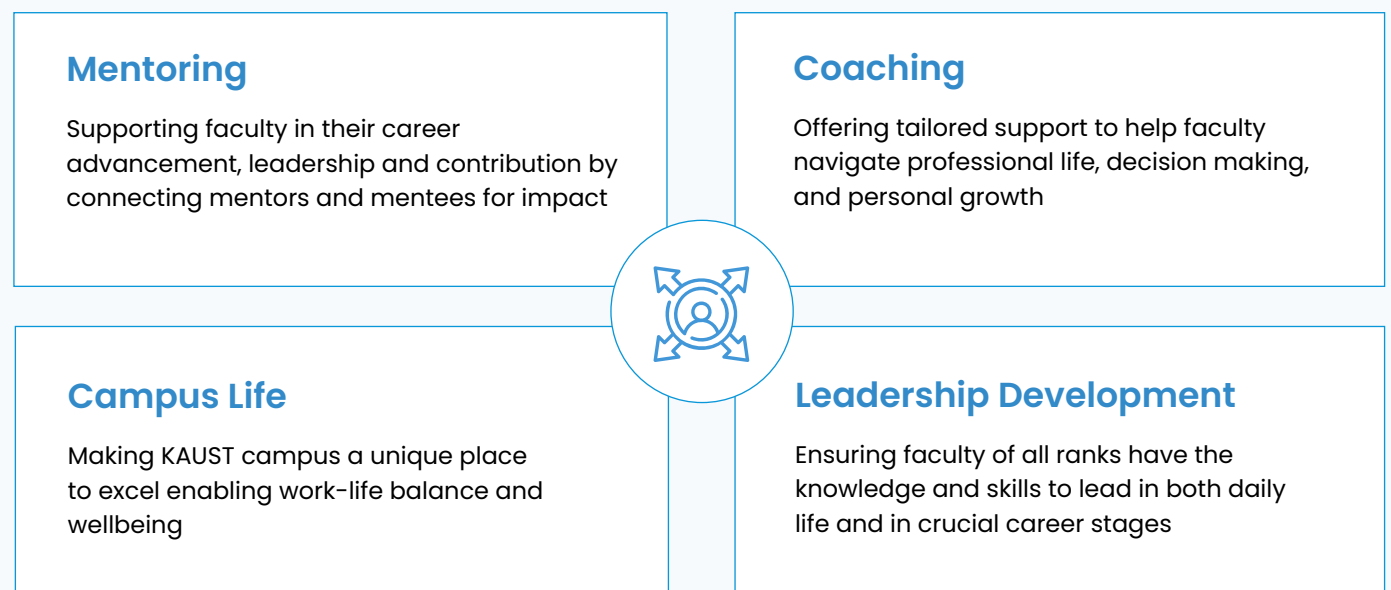 Mentoring
Supporting faculty in their career
advancement, leadership and contribution by
connecting mentors and mentees for impact
Coaching
Offering tailored support to help faculty
navigate professional life, decision making,
and personal growth
Campus Life
Making KAUST campus a unique place
to excel enabling work-life balance and
wellbeing
Leadership Development
Ensuring faculty of all ranks have the
knowledge and skills to lead in both daily
life and in crucial career stages